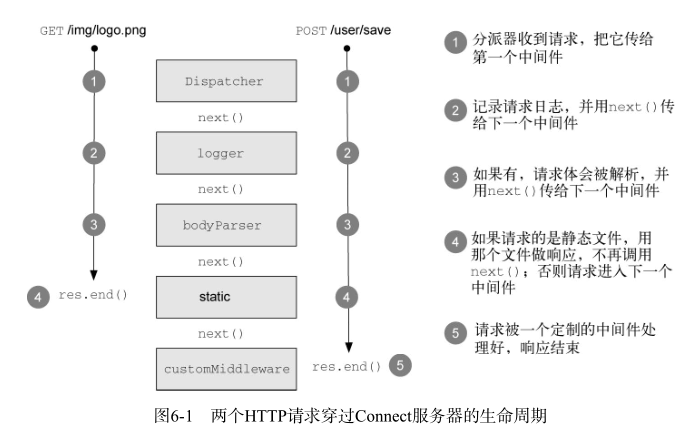 GET /img/logo.png
POST /user/save
1
2
3
4 res.end()
Dispatcher
next()
logger
next()
bodyParser
next()
static
next()
customMiddleware
1
2
3
4
res.end() 5
1 分派器收到请求，把它传给
第一个中间件
2 记录请求日志，并用next()传
给下一个中间件
3 如果有，请求体会被解析，并
用next()传给下一个中间件
4 如果请求的是静态文件，用
那个文件做响应，不再调用
next()；否则请求进入下一个
中间件
5 请求被一个定制的中间件处
理好，响应结束
图6-1 两个HTTP请求穿过Connect服务器的生命周期